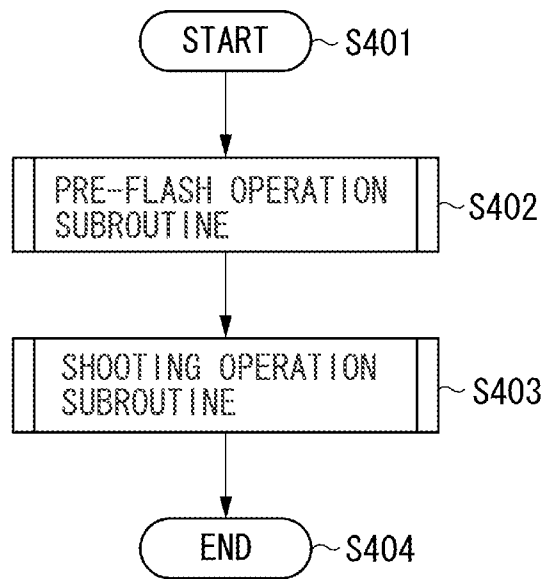 START
S401
PRE-FLASH OPERATION
SUBROUTINE
S402
SHOOTING OPERATION
SUBROUTINE
S403
END
S404